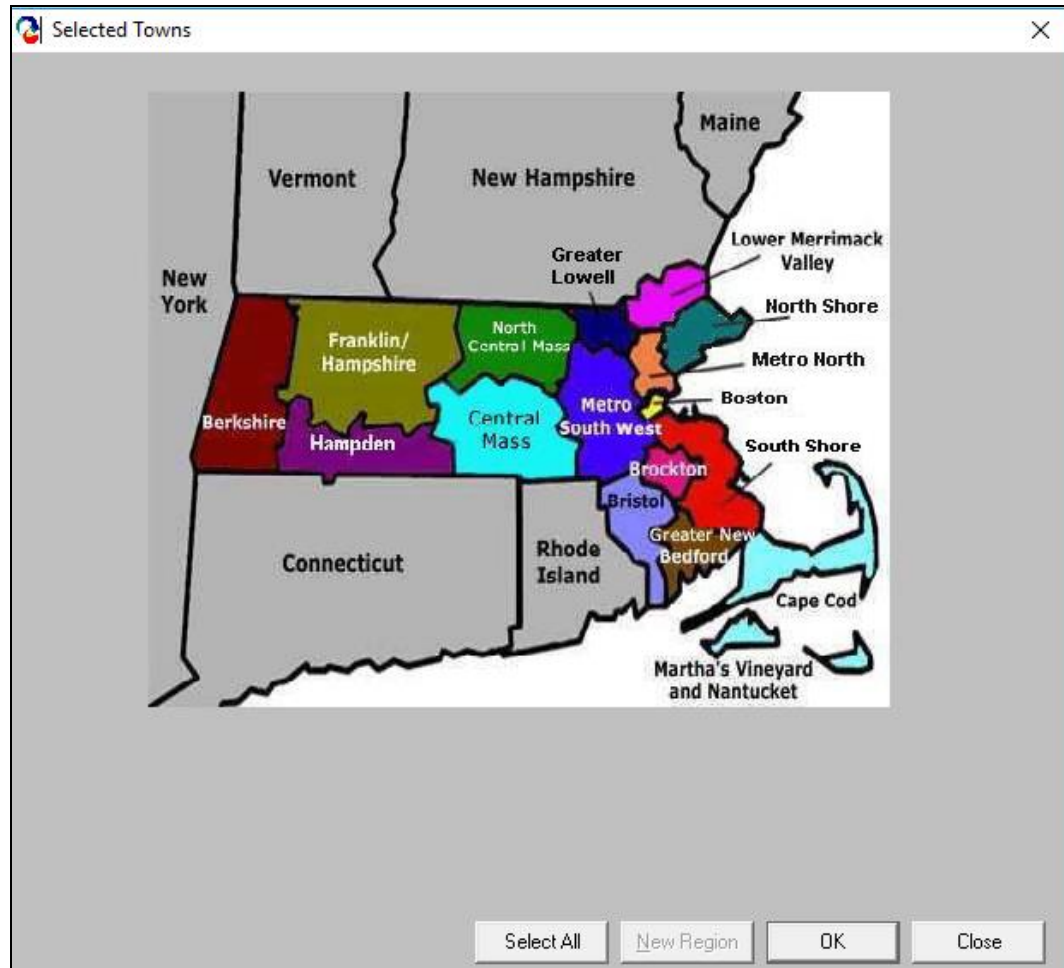 Selected Towns
Maine
Vermont
New Hampshire
Lower Merrimack
Valley
Greater
Lowell
New
York
North Shore
North
Central Mass
Franklin/
Hampshire
Metro North
Boston
Berkshire
Hampden
Central
Mass
Metro
South West
South Shore
Brockton
Bristol
Greater New
Bedford
Connecticut
Rhode
Island
Cape Cod
Martha's Vineyard
and Nantucket
Select All
New Region
OK
Close